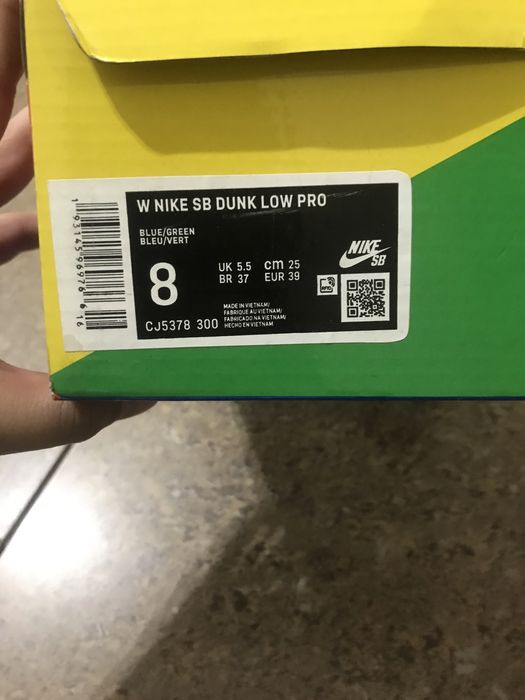 W NIKE SB DUNK LOW PRO
BLUE/GREEN
BLEU/VERT
8
UK 5.5 cm 25
BR 37 EUR 39
NIKE
SB
CJ5378 300
MADE IN VIETNAM/
FABRIQUE AU VIETNAM/
FABRICADO NA VIETNAM/
HECHO EN VIETNAM